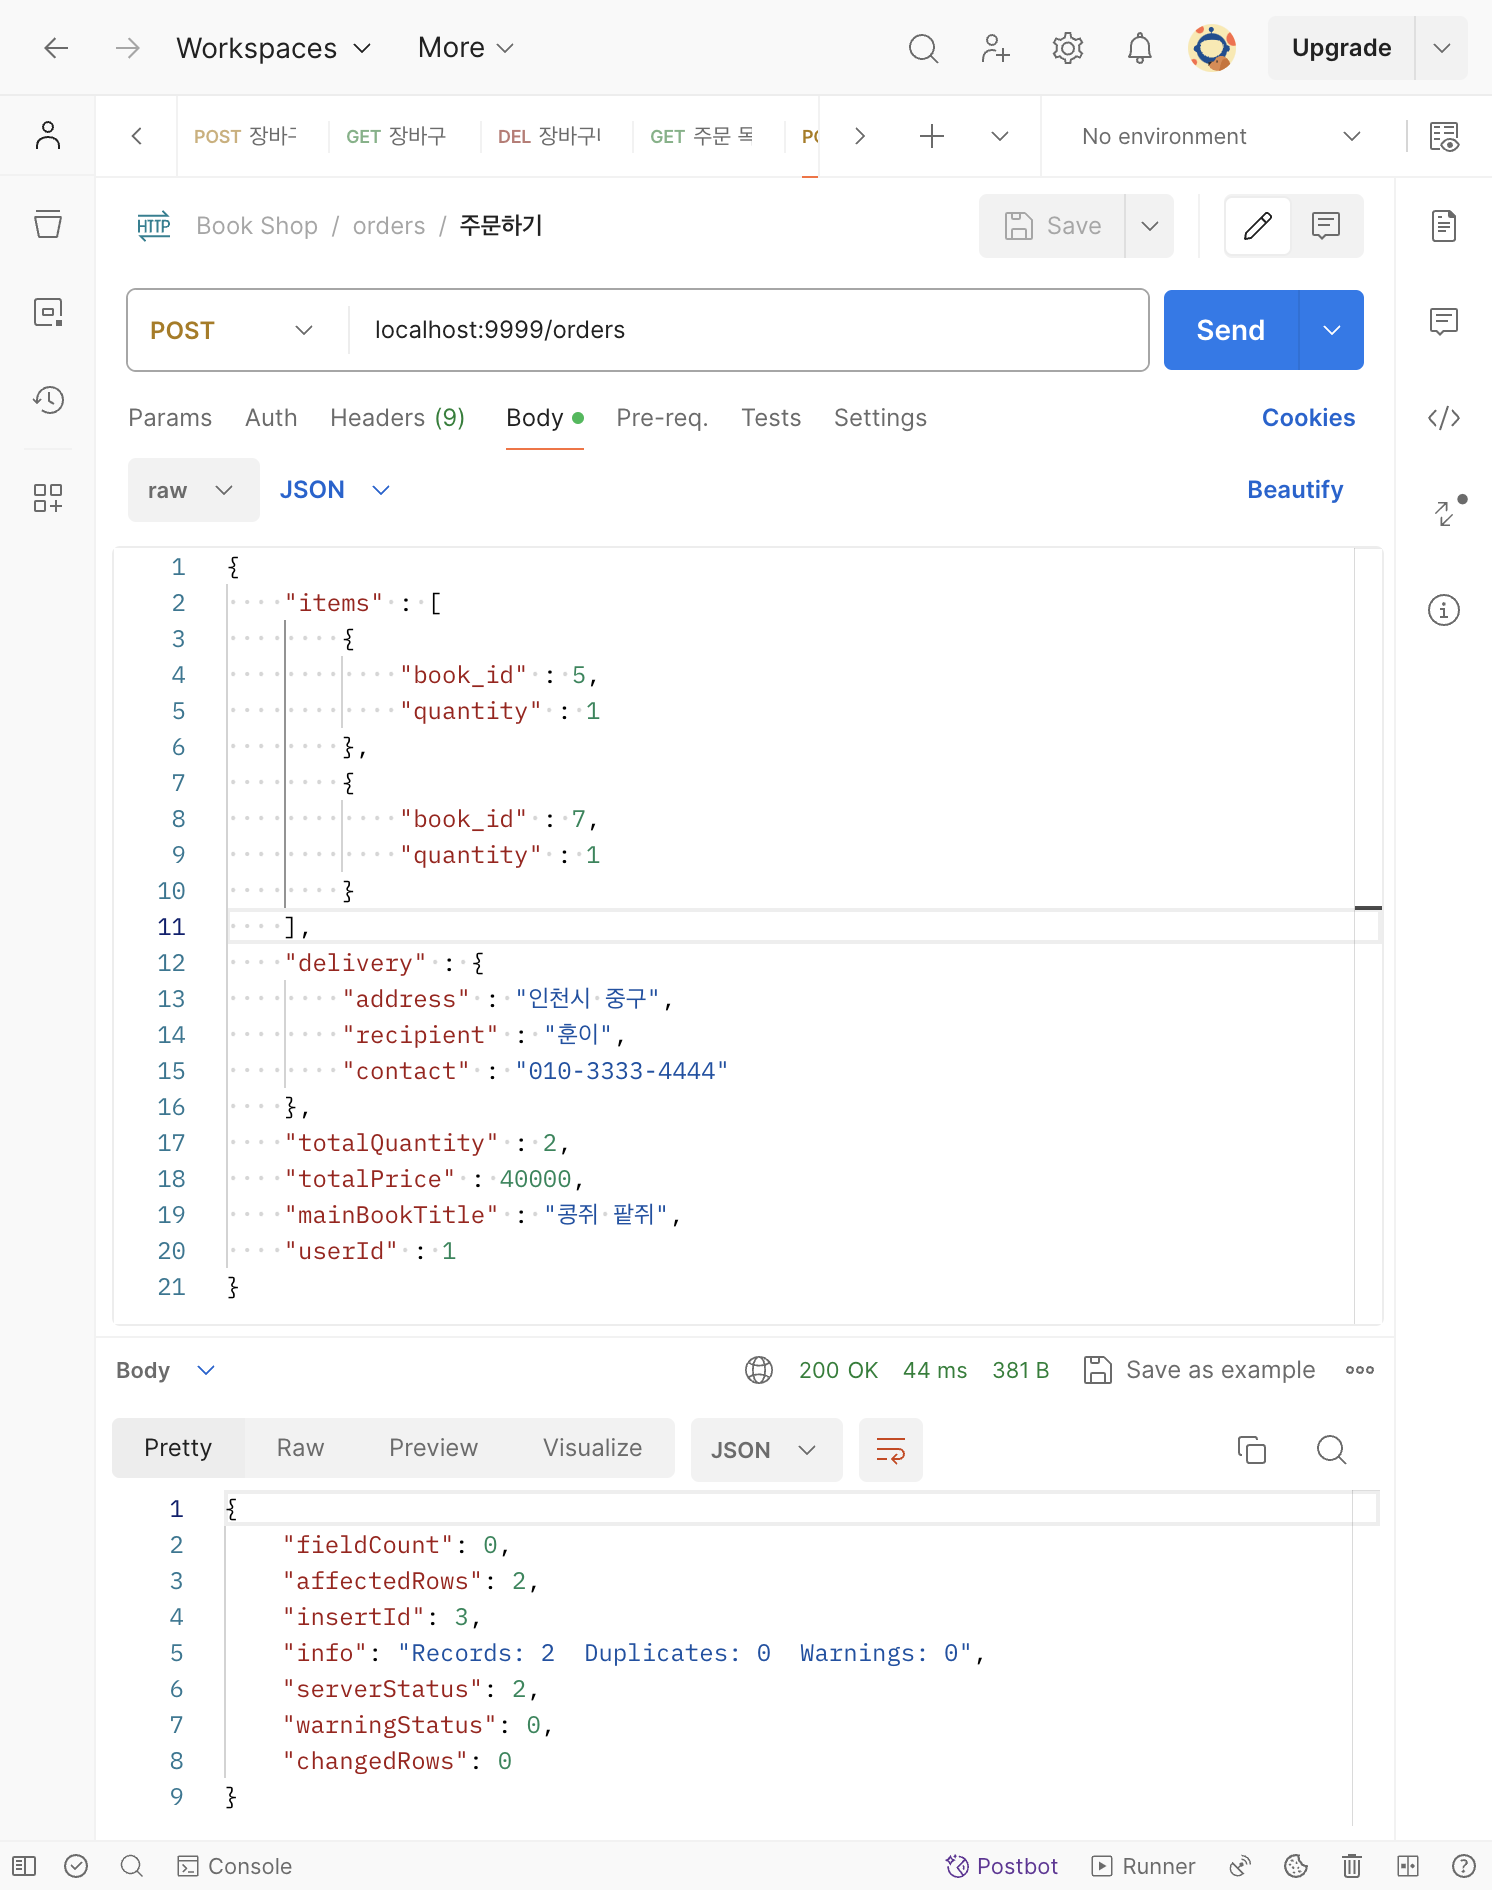 Workspaces More Upgrade
POST 장바구 GET 장바구 DEL 장바구니 GET 주문 목 No environment
HTTP Book Shop / orders / 주문하기 Save
POST localhost:9999/orders Send
Params Auth Headers (9) Body Pre-req. Tests Settings Cookies
raw JSON Beautify
1 {
2 "items" : [
3 {
4 "book_id" : 5,
5 "quantity" : 1
6 },
7 {
8 "book_id" : 7,
9 "quantity" : 1
10 }
11 ],
12 "delivery" : {
13 "address" : "인천시 중구",
14 "recipient" : "훈이",
15 "contact" : "010-3333-4444"
16 },
17 "totalQuantity" : 2,
18 "totalPrice" : 40000,
19 "mainBookTitle" : "콩쥐 팥쥐",
20 "userId" : 1
21 }
Body 200 OK 44 ms 381 B Save as example
Pretty Raw Preview Visualize JSON
1 {
2 "fieldCount": 0,
3 "affectedRows": 2,
4 "insertId": 3,
5 "info": "Records: 2  Duplicates: 0  Warnings: 0",
6 "serverStatus": 2,
7 "warningStatus": 0,
8 "changedRows": 0
9 }
Console Postbot Runner